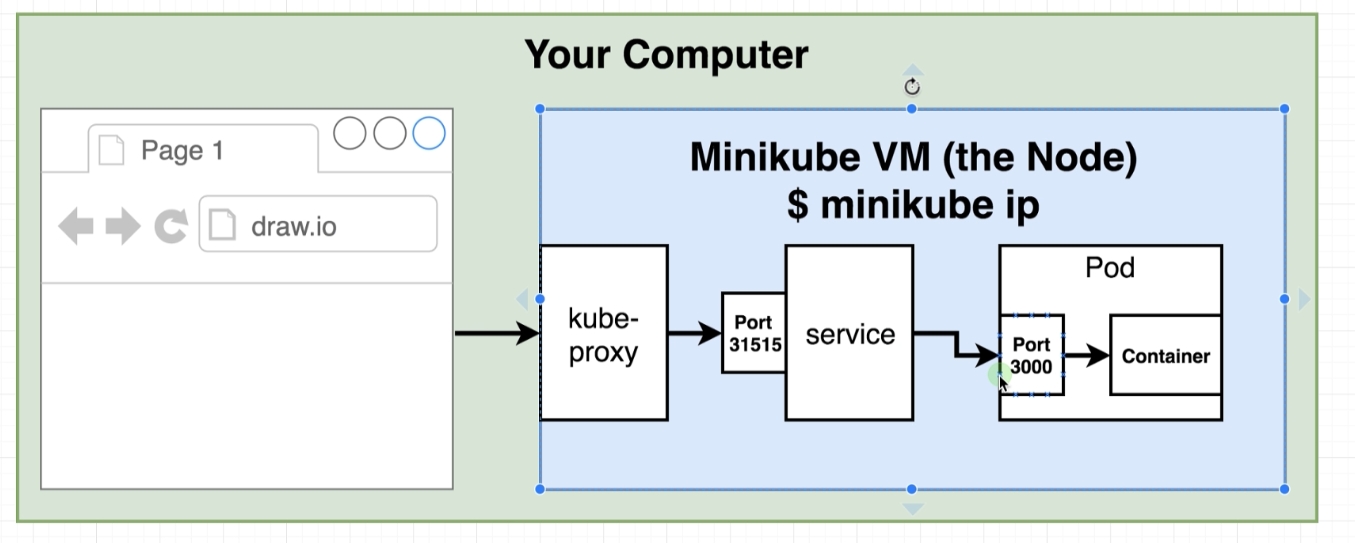 Your Computer
Page 1
draw.io
Minikube VM (the Node)
$ minikube ip
kube-
proxy
Port
31515
service
Pod
Port
3000
Container